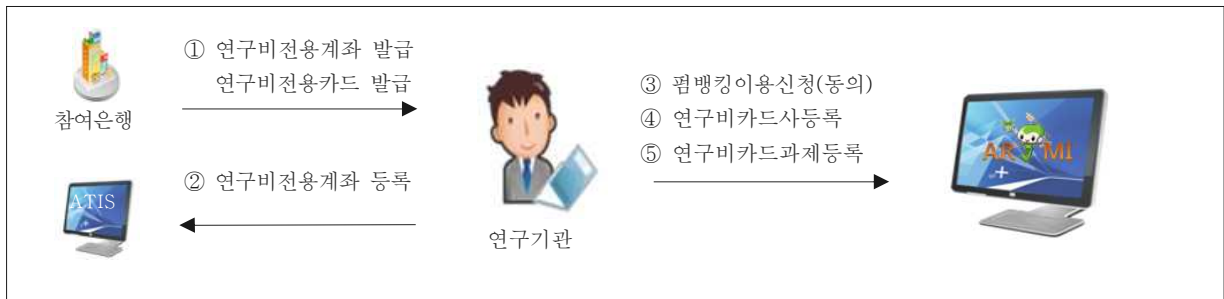 ① 연구비전용계좌 발급
연구비전용카드 발급
참여은행
② 연구비전용계좌 등록
ATIS
연구기관
③ 펌뱅킹이용신청(동의)
④ 연구비카드사등록
⑤ 연구비카드과제등록